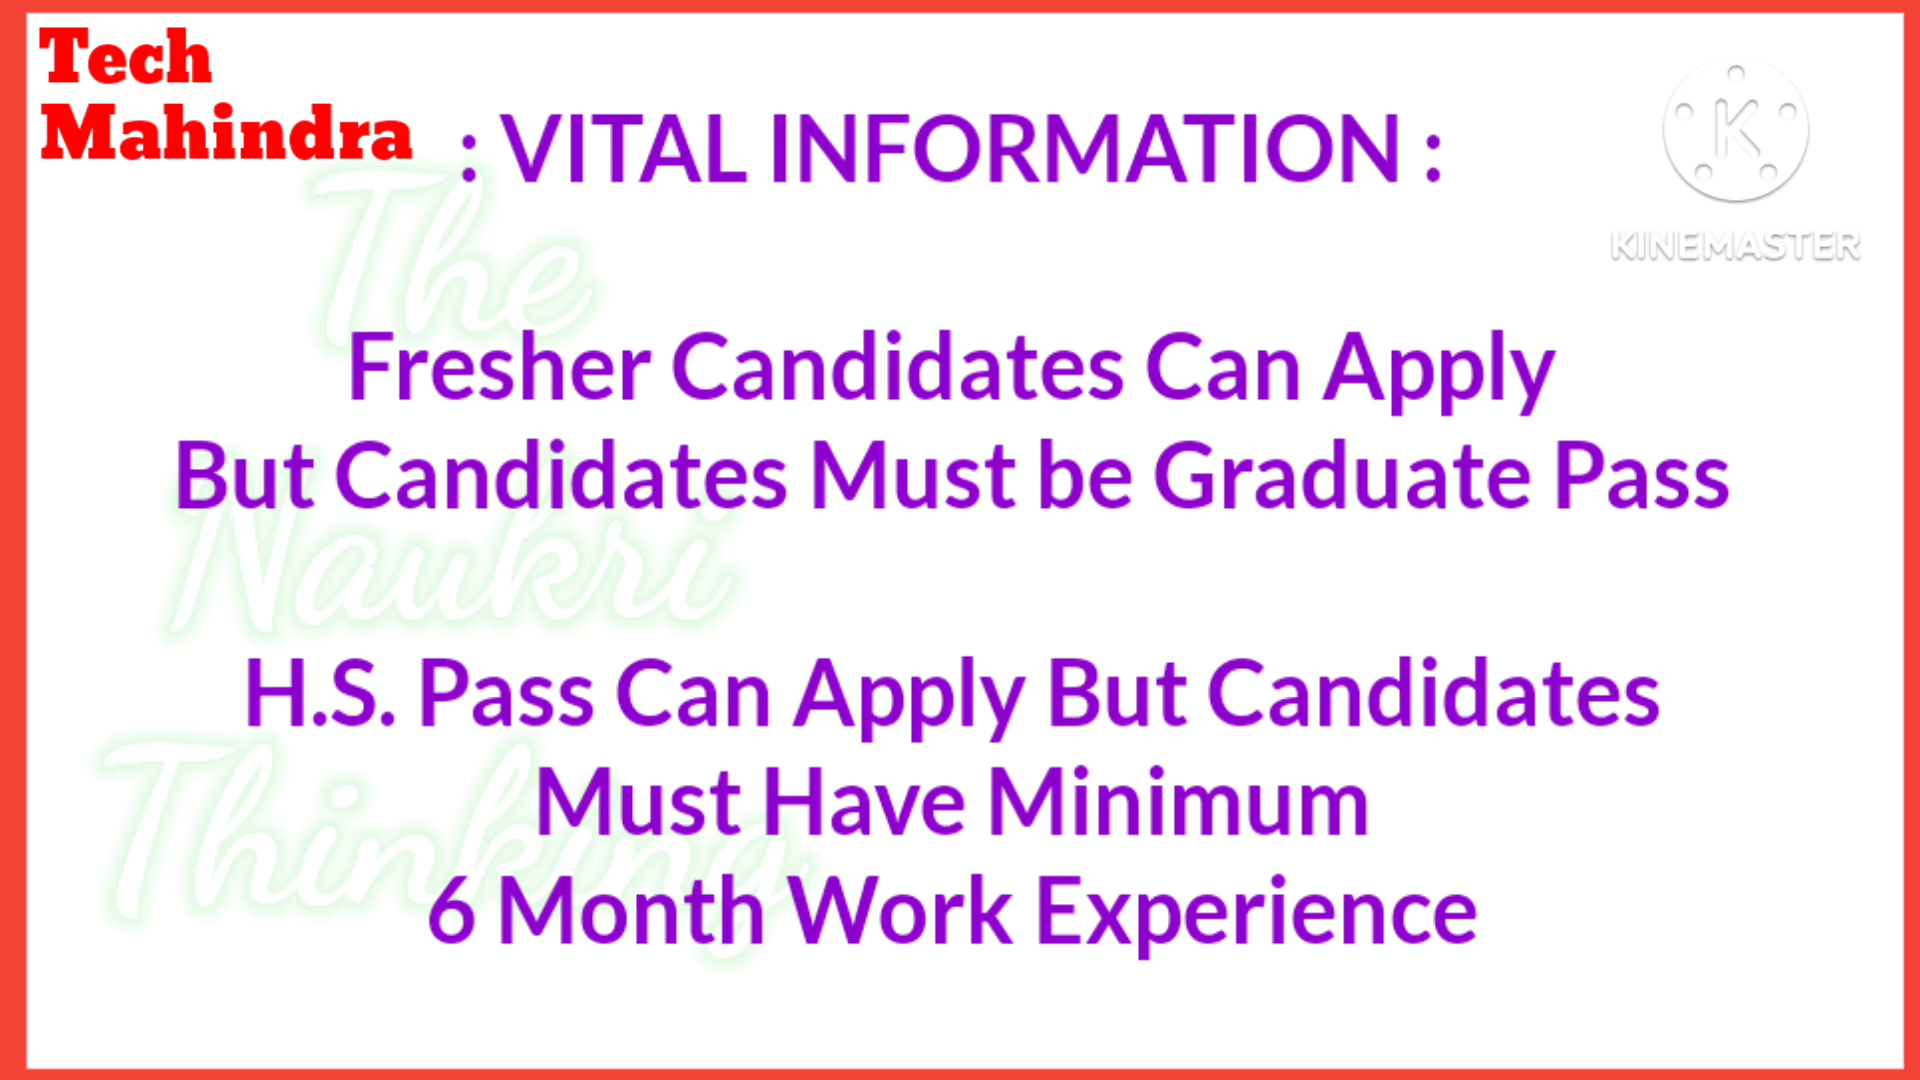 Tech
Mahindra
: VITAL INFORMATION :
K
KINEMASTER
The
Fresher Candidates Can Apply
But Candidates Must be Graduate Pass
Naukri
H.S. Pass Can Apply But Candidates
Thinking
Must Have Minimum
6 Month Work Experience